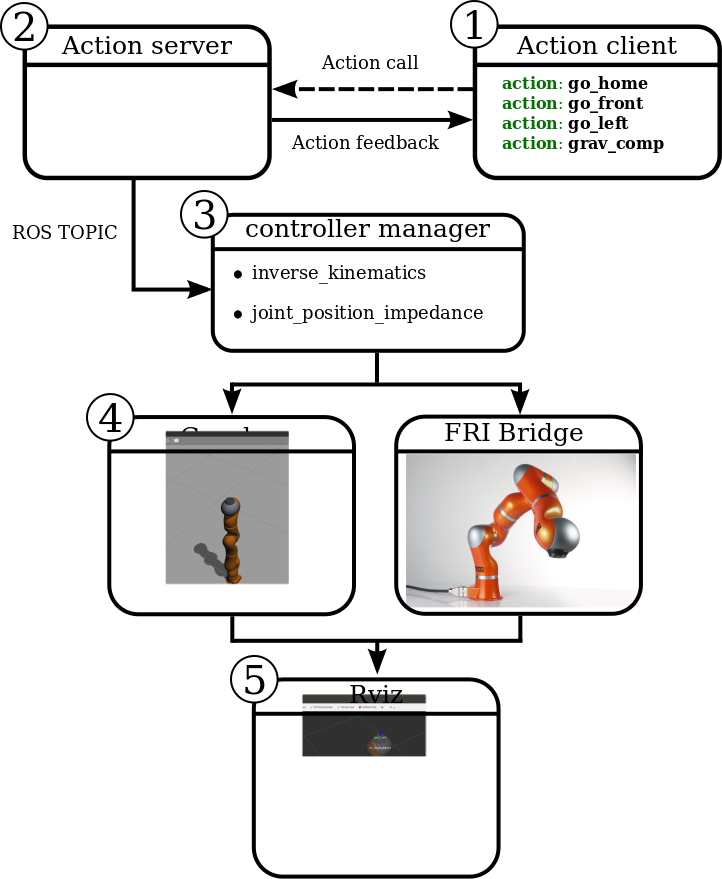 2
Action server
1
Action client
Action call
action: go_home
action: go_front
action: go_left
action: grav_comp
Action feedback
ROS TOPIC
3
controller manager
• inverse_kinematics
• joint_position_impedance
4
FRI Bridge
5
Rviz